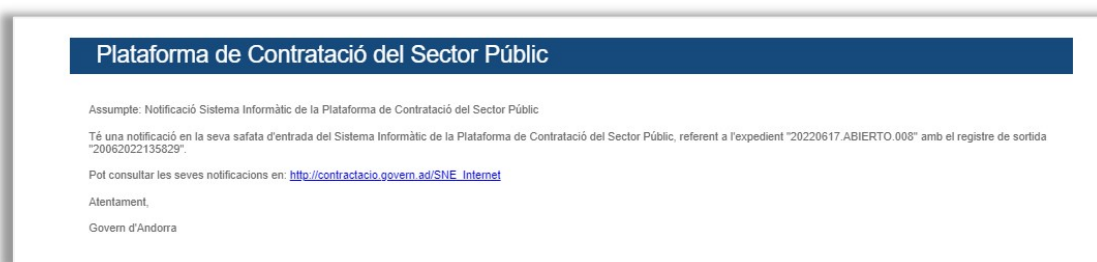 Plataforma de Contratació del Sector Públic
Assumpte: Notificació Sistema Informàtic de la Plataforma de Contratació del Sector Públic
Té una notificació en la seva safata d'entrada del Sistema Informàtic de la Plataforma de Contratació del Sector Públic, referent a l'expedient "20220617.ABIERTO.008" amb el registre de sortida
"20062022135829".
Pot consultar les seves notificacions en: http://contractacio.govern.ad/SNE_Internet
Atentament,
Govern d'Andorra